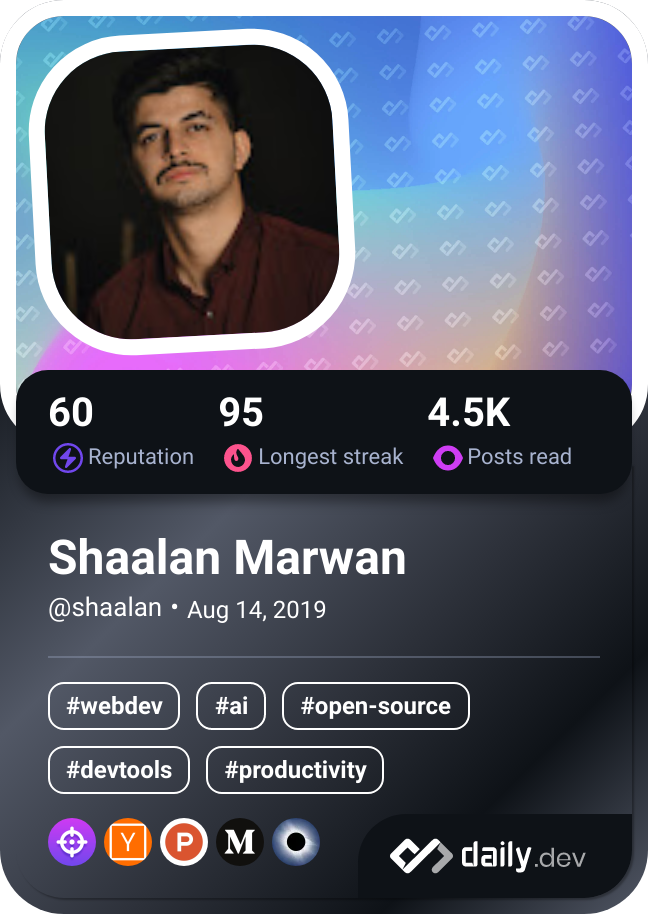 60 95 4.5K
Reputation Longest streak Posts read
Shaalan Marwan
@shaalan • Aug 14, 2019
#webdev #ai #open-source
#devtools #productivity
Y P M
daily.dev